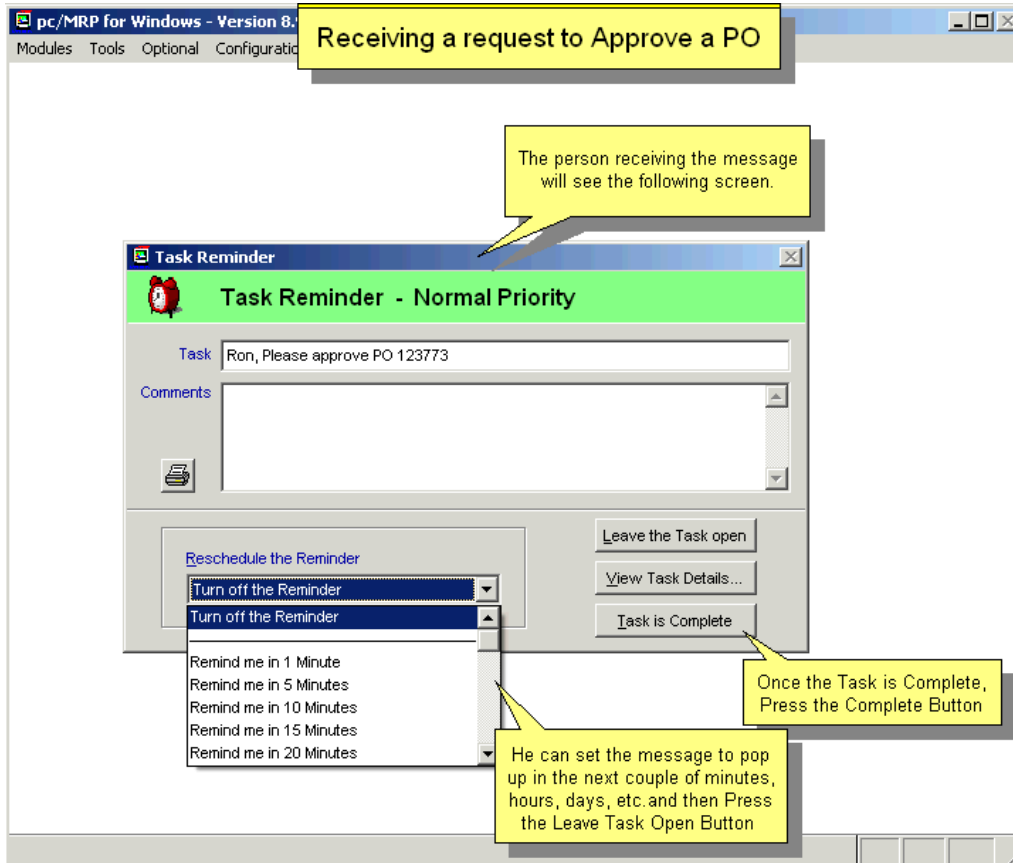 pc/MRP for Windows - Version 8.
Receiving a request to Approve a PO
Modules Tools Optional
The person receiving the message
will see the following screen.
Task Reminder
Task Reminder - Normal Priority
Task
Ron, Please approve PO 123773
Comments
Reschedule the Reminder
Turn off the Reminder
Turn off the Reminder
Remind me in 1 Minute
Remind me in 5 Minutes
Remind me in 10 Minutes
Remind me in 15 Minutes
Remind me in 20 Minutes
Leave the Task open
View Task Details...
Task is Complete
Once the Task is Complete,
Press the Complete Button
He can set the message to pop
up in the next couple of minutes,
hours, days, etc.and then Press
the Leave Task Open Button